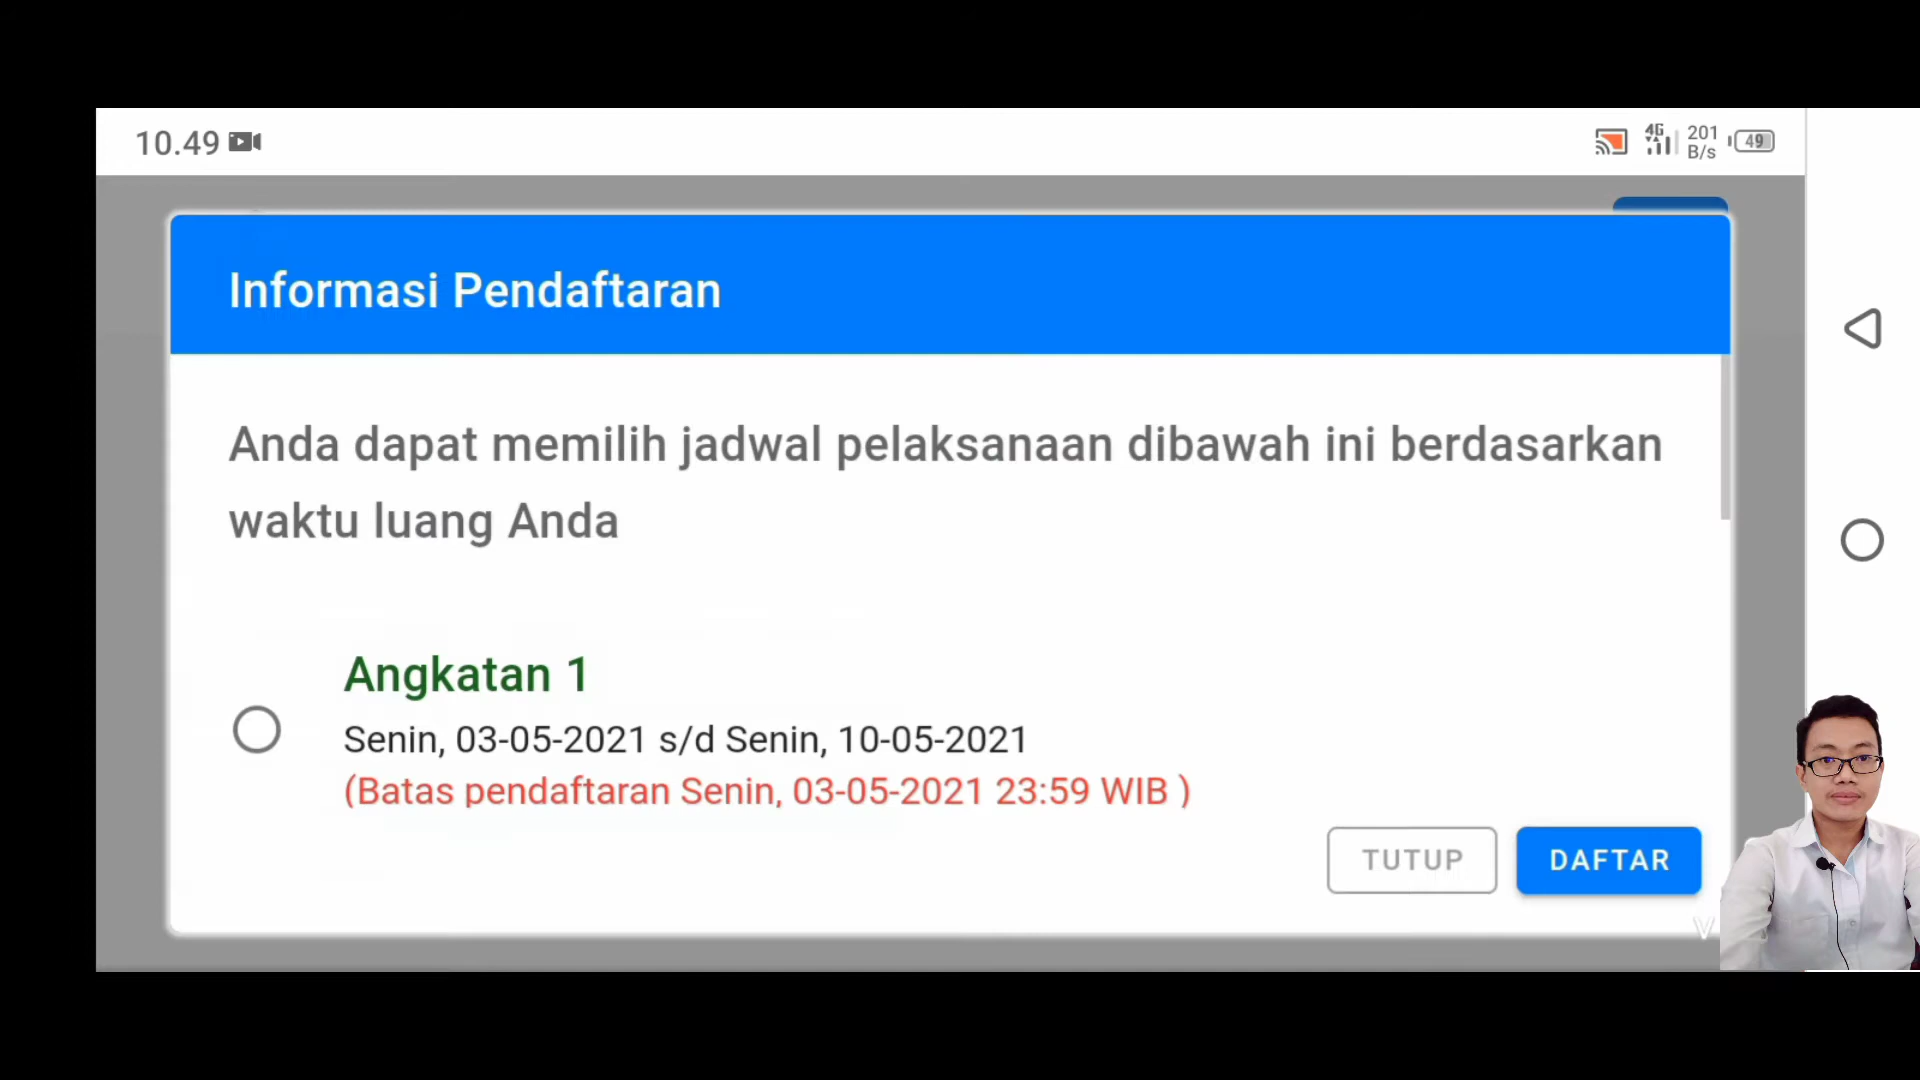 10.49
4G
201
B/s
49
Informasi Pendaftaran
Anda dapat memilih jadwal pelaksanaan dibawah ini berdasarkan
waktu luang Anda
Angkatan 1
Senin, 03-05-2021 s/d Senin, 10-05-2021
(Batas pendaftaran Senin, 03-05-2021 23:59 WIB )
TUTUP
DAFTAR
V